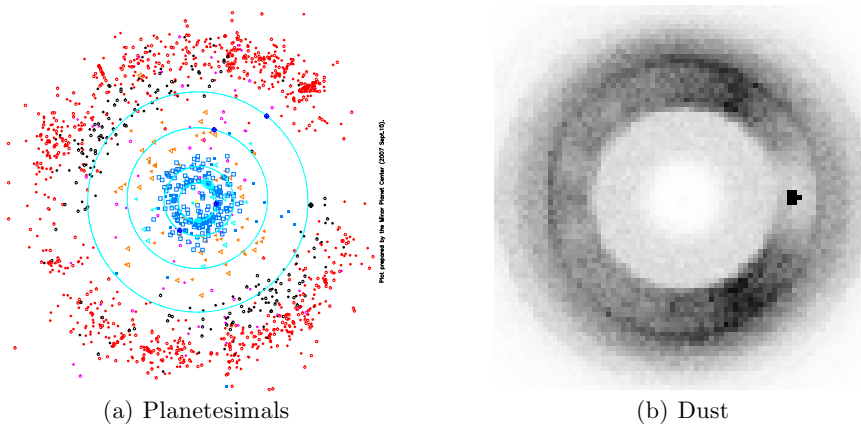 Plot prepared by the Minor Planet Center (2007 Sept.10).
(a) Planetesimals
(b) Dust